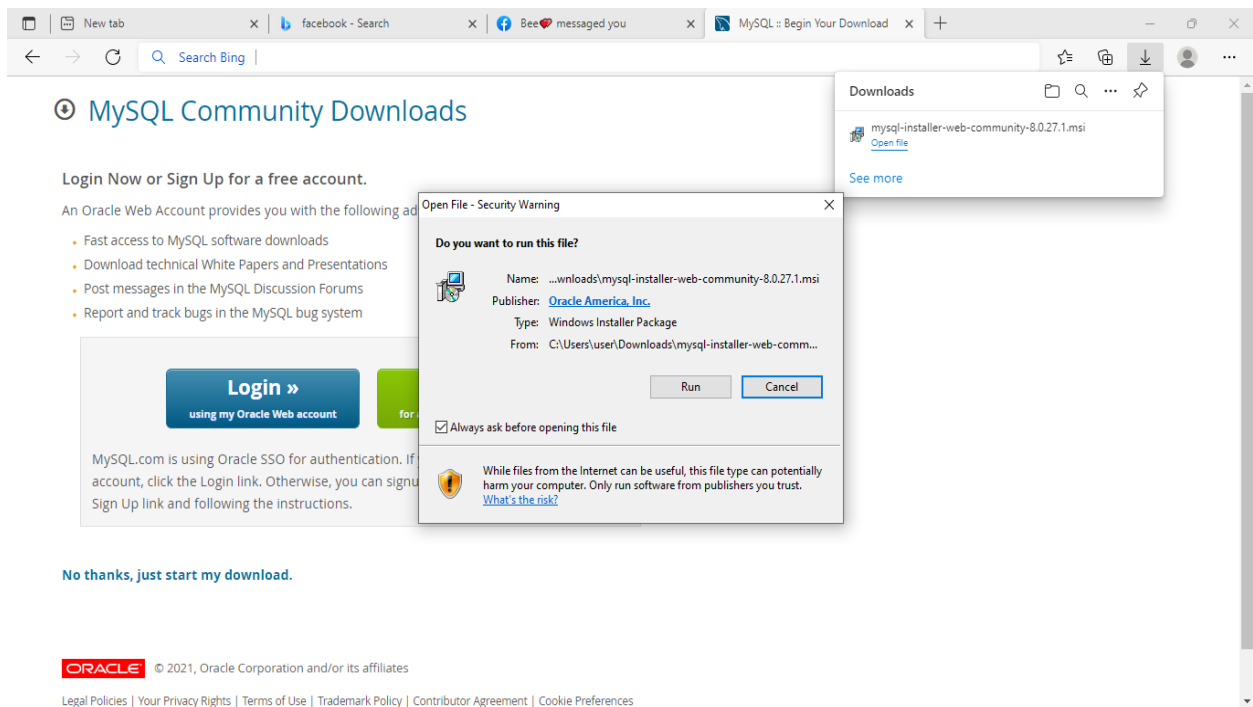 New tab
facebook - Search
Bee❤ messaged you
MySQL :: Begin Your Download
Search Bing
Downloads
mysql-installer-web-community-8.0.27.1.msi
Open file
See more
MySQL Community Downloads
Login Now or Sign Up for a free account.
An Oracle Web Account provides you with the following ad
• Fast access to MySQL software downloads
• Download technical White Papers and Presentations
• Post messages in the MySQL Discussion Forums
• Report and track bugs in the MySQL bug system
Login »
using my Oracle Web account
for
MySQL.com is using Oracle SSO for authentication. If
account, click the Login link. Otherwise, you can signu
Sign Up link and following the instructions.
Open File - Security Warning
Do you want to run this file?
Name: ...wnloads\mysql-installer-web-community-8.0.27.1.msi
Publisher: Oracle America, Inc.
Type: Windows Installer Package
From: C:\Users\user\Downloads\mysql-installer-web-comm...
Run
Cancel
Always ask before opening this file
While files from the Internet can be useful, this file type can potentially
harm your computer. Only run software from publishers you trust.
What's the risk?
No thanks, just start my download.
ORACLE © 2021, Oracle Corporation and/or its affiliates
Legal Policies | Your Privacy Rights | Terms of Use | Trademark Policy | Contributor Agreement | Cookie Preferences